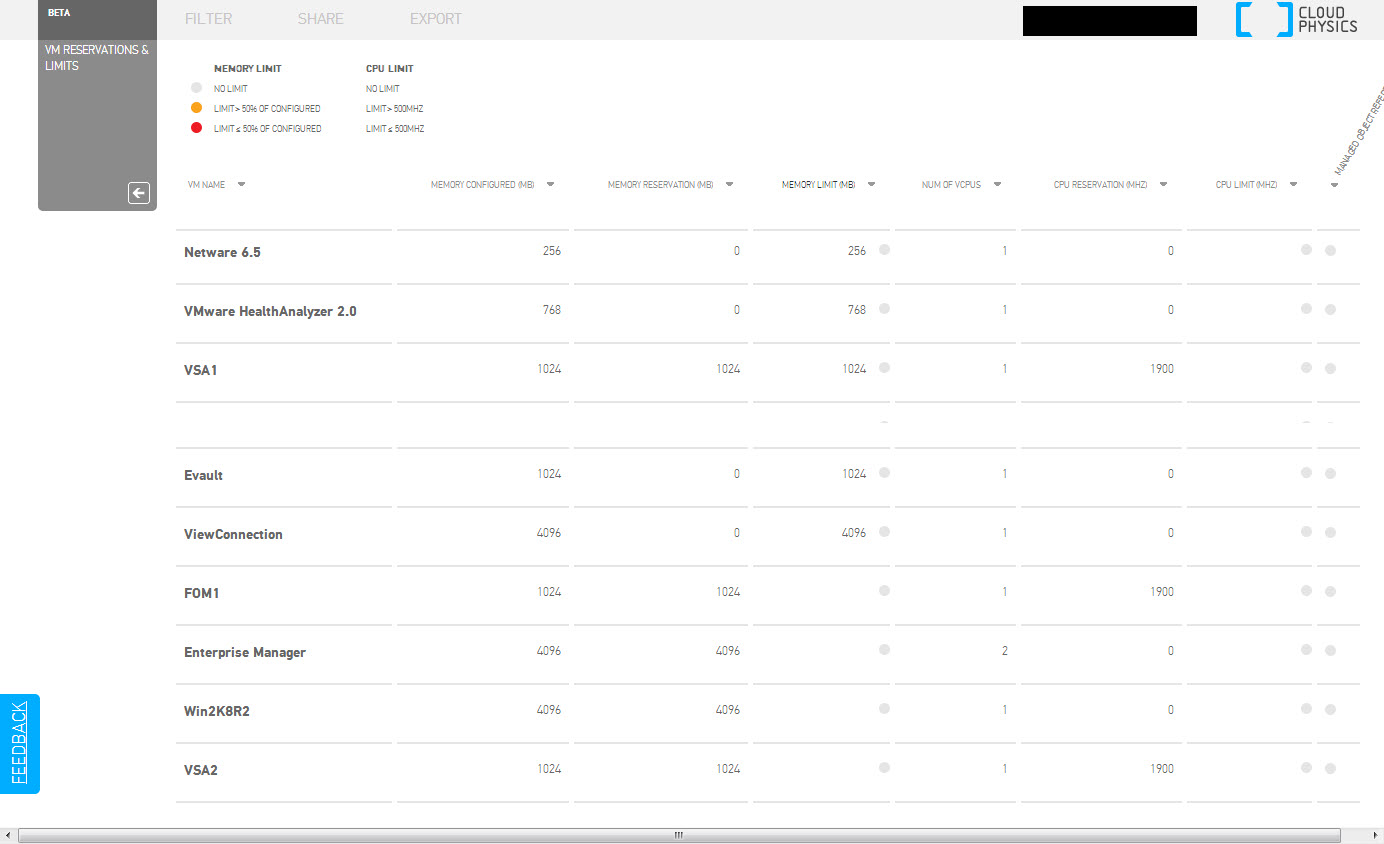 BETA
FILTER SHARE EXPORT
CLOUD
PHYSICS
VM RESERVATIONS &
LIMITS
MEMORY LIMIT CPU LIMIT
NO LIMIT NO LIMIT
LIMIT > 50% OF CONFIGURED LIMIT > 500MHZ
LIMIT ≤ 50% OF CONFIGURED LIMIT ≤ 500MHZ
MANAGED OBJECT
VM NAME MEMORY CONFIGURED (MB) MEMORY RESERVATION (MB) MEMORY LIMIT (MB) NUM OF VCPUS CPU RESERVATION (MHZ) CPU LIMIT (MHZ)
Netware 6.5 256 0 256 1 0
VMware HealthAnalyzer 2.0 768 0 768 1 0
VSA1 1024 1024 1024 1 1900
Evault 1024 0 1024 1 0
ViewConnection 4096 0 4096 1 0
FOM1 1024 1024 1 1900
Enterprise Manager 4096 4096 2 0
Win2K8R2 4096 4096 1 0
VSA2 1024 1024 1 1900
FEEDBACK